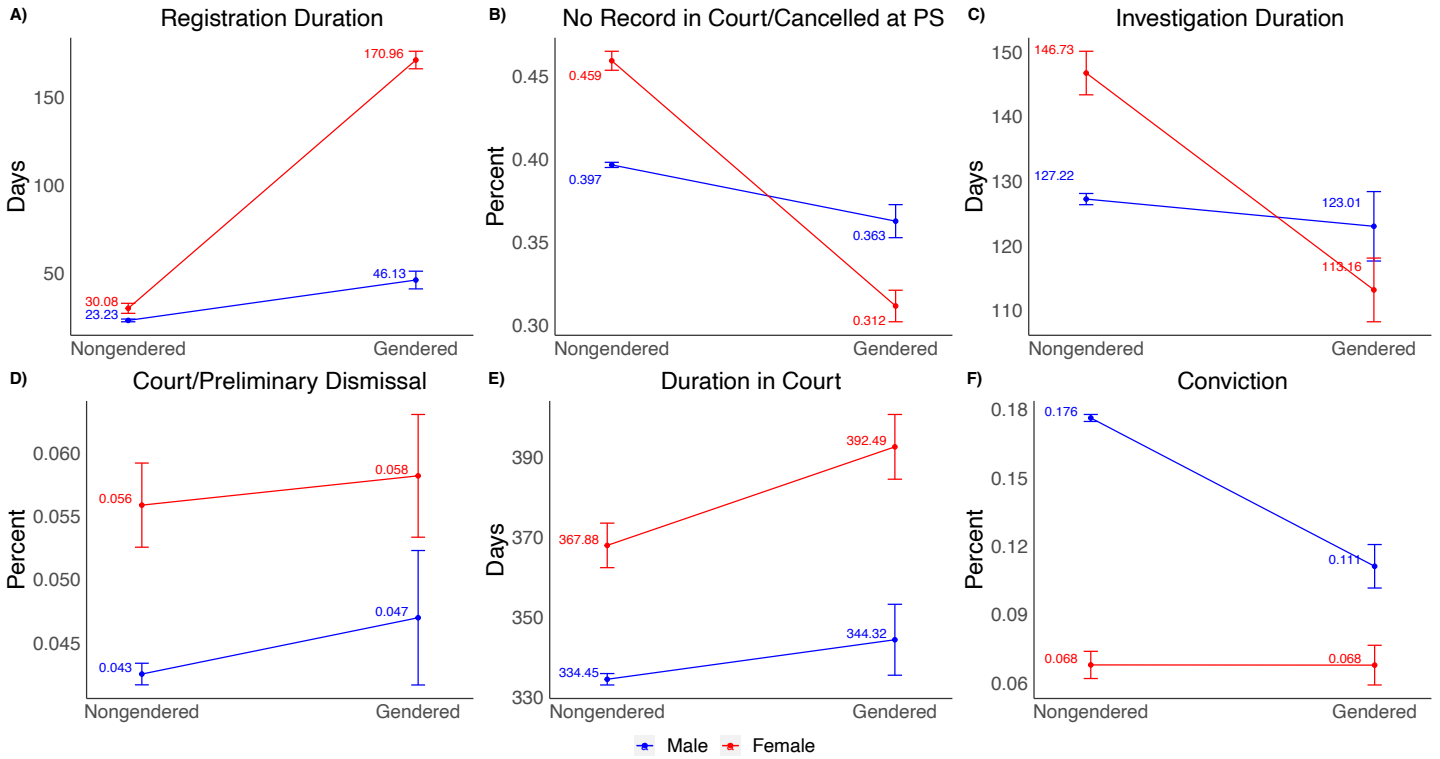 A) Registration Duration
Days
150
100
50
170.96
46.13
30.08
23.23
Nongendered Gendered
B) No Record in Court/Cancelled at PS
Percent
0.45
0.40
0.35
0.30
0.459
0.397
0.363
0.312
Nongendered Gendered
C) Investigation Duration
Days
150
140
130
120
110
146.73
127.22
123.01
113.16
Nongendered Gendered
D) Court/Preliminary Dismissal
Percent
0.060
0.055
0.050
0.045
0.056
0.058
0.047
0.043
Nongendered Gendered
E) Duration in Court
Days
390
370
350
330
392.49
367.88
344.32
334.45
Nongendered Gendered
F) Conviction
Percent
0.18
0.15
0.12
0.09
0.06
0.176
0.111
0.068
0.068
Nongendered Gendered
Male Female